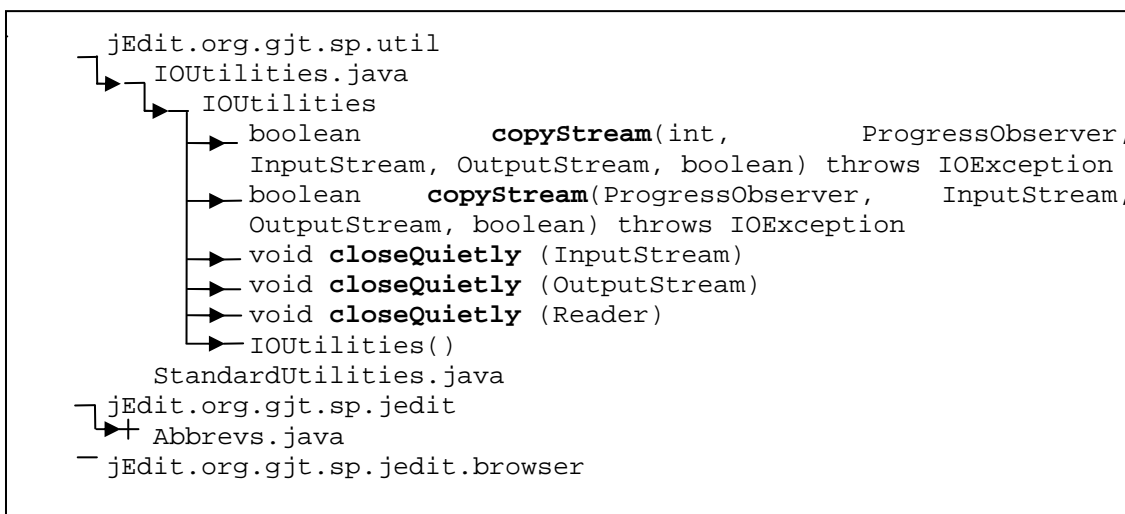 jEdit.org.gjt.sp.util
IOUtilities.java
IOUtilities
boolean copyStream(int, ProgressObserver,
InputStream, OutputStream, boolean) throws IOException
boolean copyStream(ProgressObserver, InputStream,
OutputStream, boolean) throws IOException
void closeQuietly (InputStream)
void closeQuietly (OutputStream)
void closeQuietly (Reader)
IOUtilities()
StandardUtilities.java
jEdit.org.gjt.sp.jedit
Abbrevs.java
jEdit.org.gjt.sp.jedit.browser